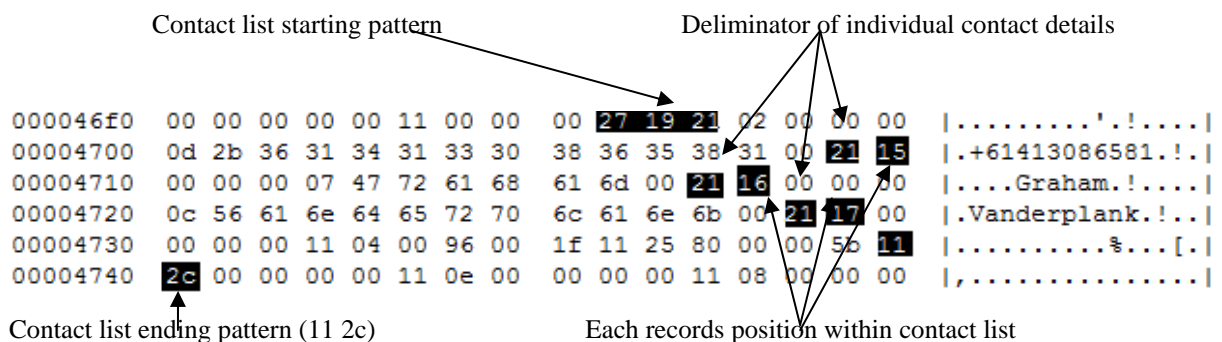 Contact list starting pattern Deliminator of individual contact details
000046f0 00 00 00 00 00 11 00 00 00 27 19 21 02 00 00 00 |.........'.!....|
00004700 0d 2b 36 31 34 31 33 30 38 36 35 38 31 00 21 15 |.+61413086581.!.|
00004710 00 00 00 07 47 72 61 68 61 6d 00 21 16 00 00 00 |....Graham.!....|
00004720 0c 56 61 6e 64 65 72 70 6c 61 6e 6b 00 21 17 00 |.Vanderplank.!..|
00004730 00 00 00 11 04 00 96 00 1f 11 25 80 00 00 5b 11 |..........%...[.|
00004740 2c 00 00 00 00 11 0e 00 00 00 00 11 08 00 00 00 |,...............|
Contact list ending pattern (11 2c) Each records position within contact list